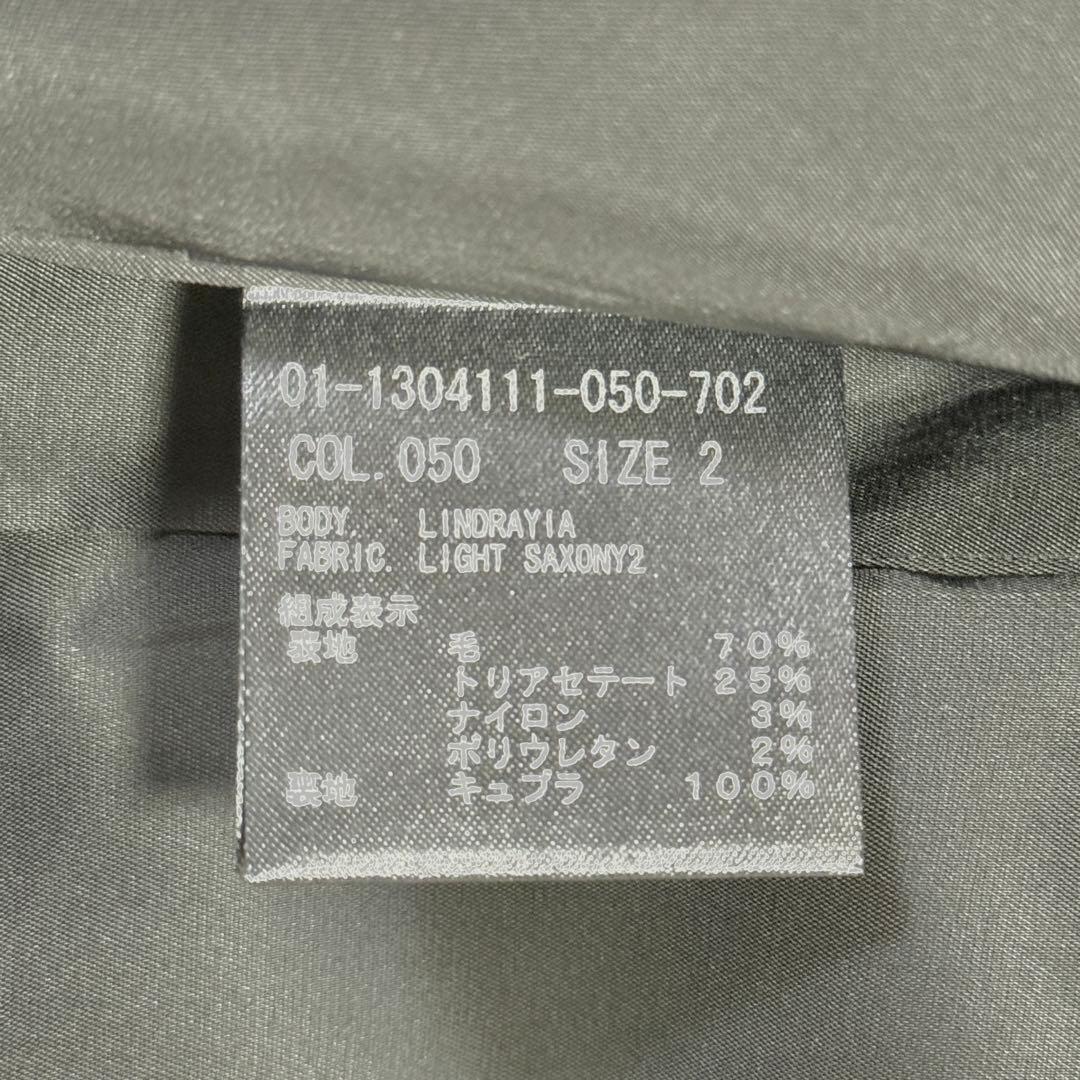 01-1304111-050-702
COL. 050 SIZE 2
BODY. LINDRAYIA
FABRIC. LIGHT SAXONY2
組成表示
表地 毛 70%
トリアセテート 25%
ナイロン 3%
ポリウレタン 2%
裏地 キュプラ 100%